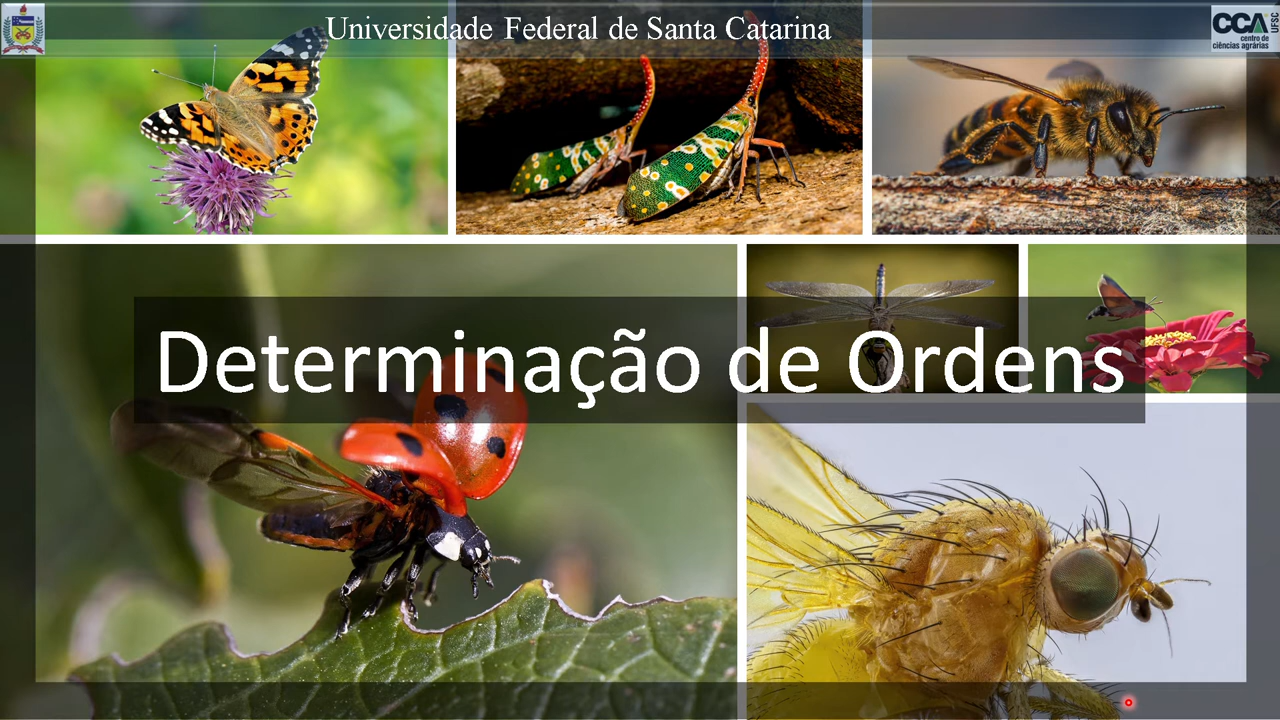 Universidade Federal de Santa Catarina
CCA
centro de
ciências agrárias
UFSC
Determinação de Ordens